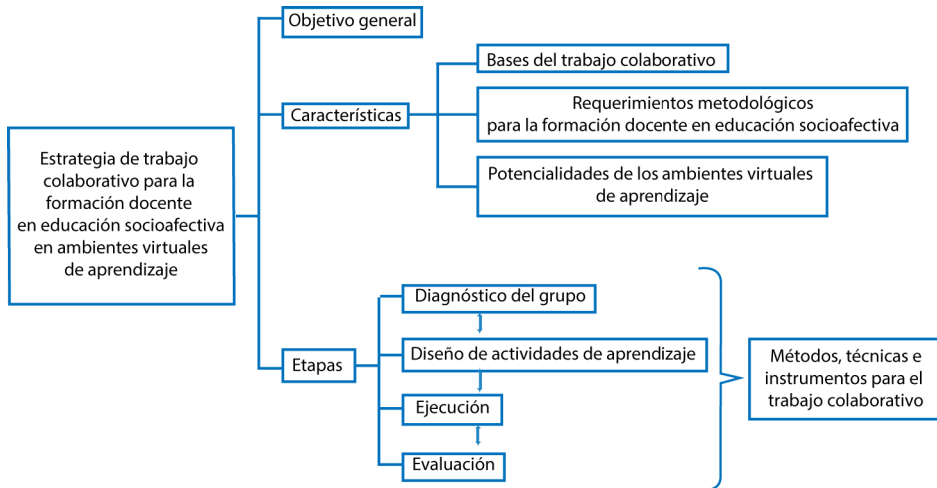 Estrategia de trabajo
colaborativo para la
formación docente
en educación socioafectiva
en ambientes virtuales
de aprendizaje
Objetivo general
Características
Bases del trabajo colaborativo
Requerimientos metodológicos
para la formación docente en educación socioafectiva
Potencialidades de los ambientes virtuales
de aprendizaje
Etapas
Diagnóstico del grupo
Diseño de actividades de aprendizaje
Ejecución
Evaluación
Métodos, técnicas e
instrumentos para el
trabajo colaborativo